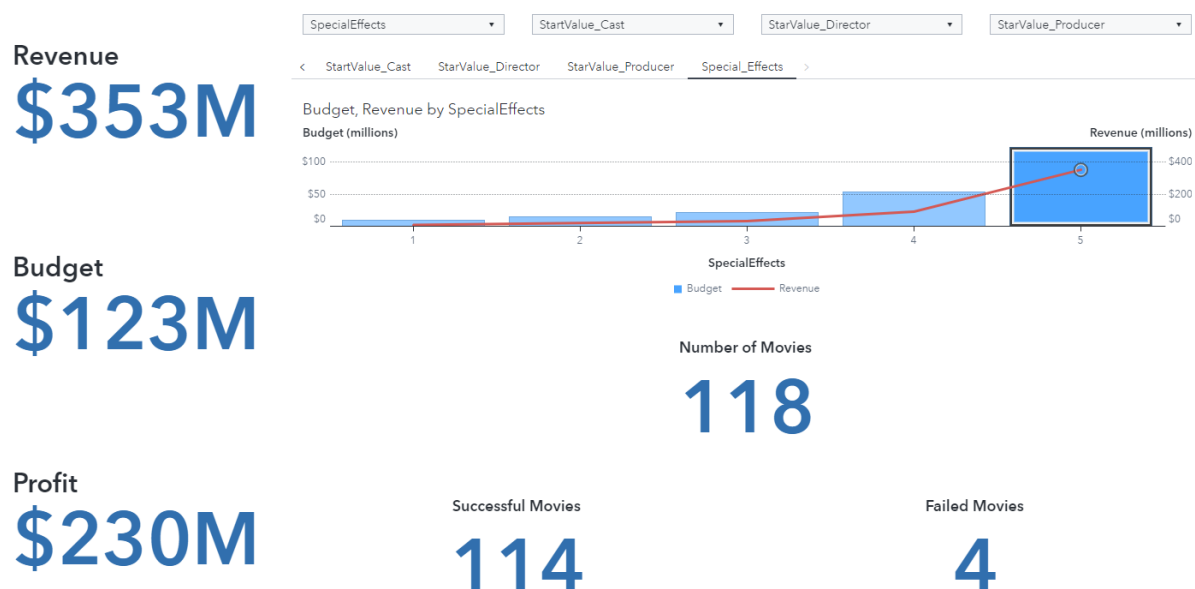 SpecialEffects
StartValue_Cast
StarValue_Director
StarValue_Producer
StartValue_Cast StarValue_Director StarValue_Producer Special_Effects
Revenue
$353M
Budget
$123M
Profit
$230M
Budget, Revenue by SpecialEffects
Budget (millions) Revenue (millions)
$100 $400
$50 $200
$0 $0
1 2 3 4 5
SpecialEffects
Budget Revenue
Number of Movies
118
Successful Movies
114
Failed Movies
4